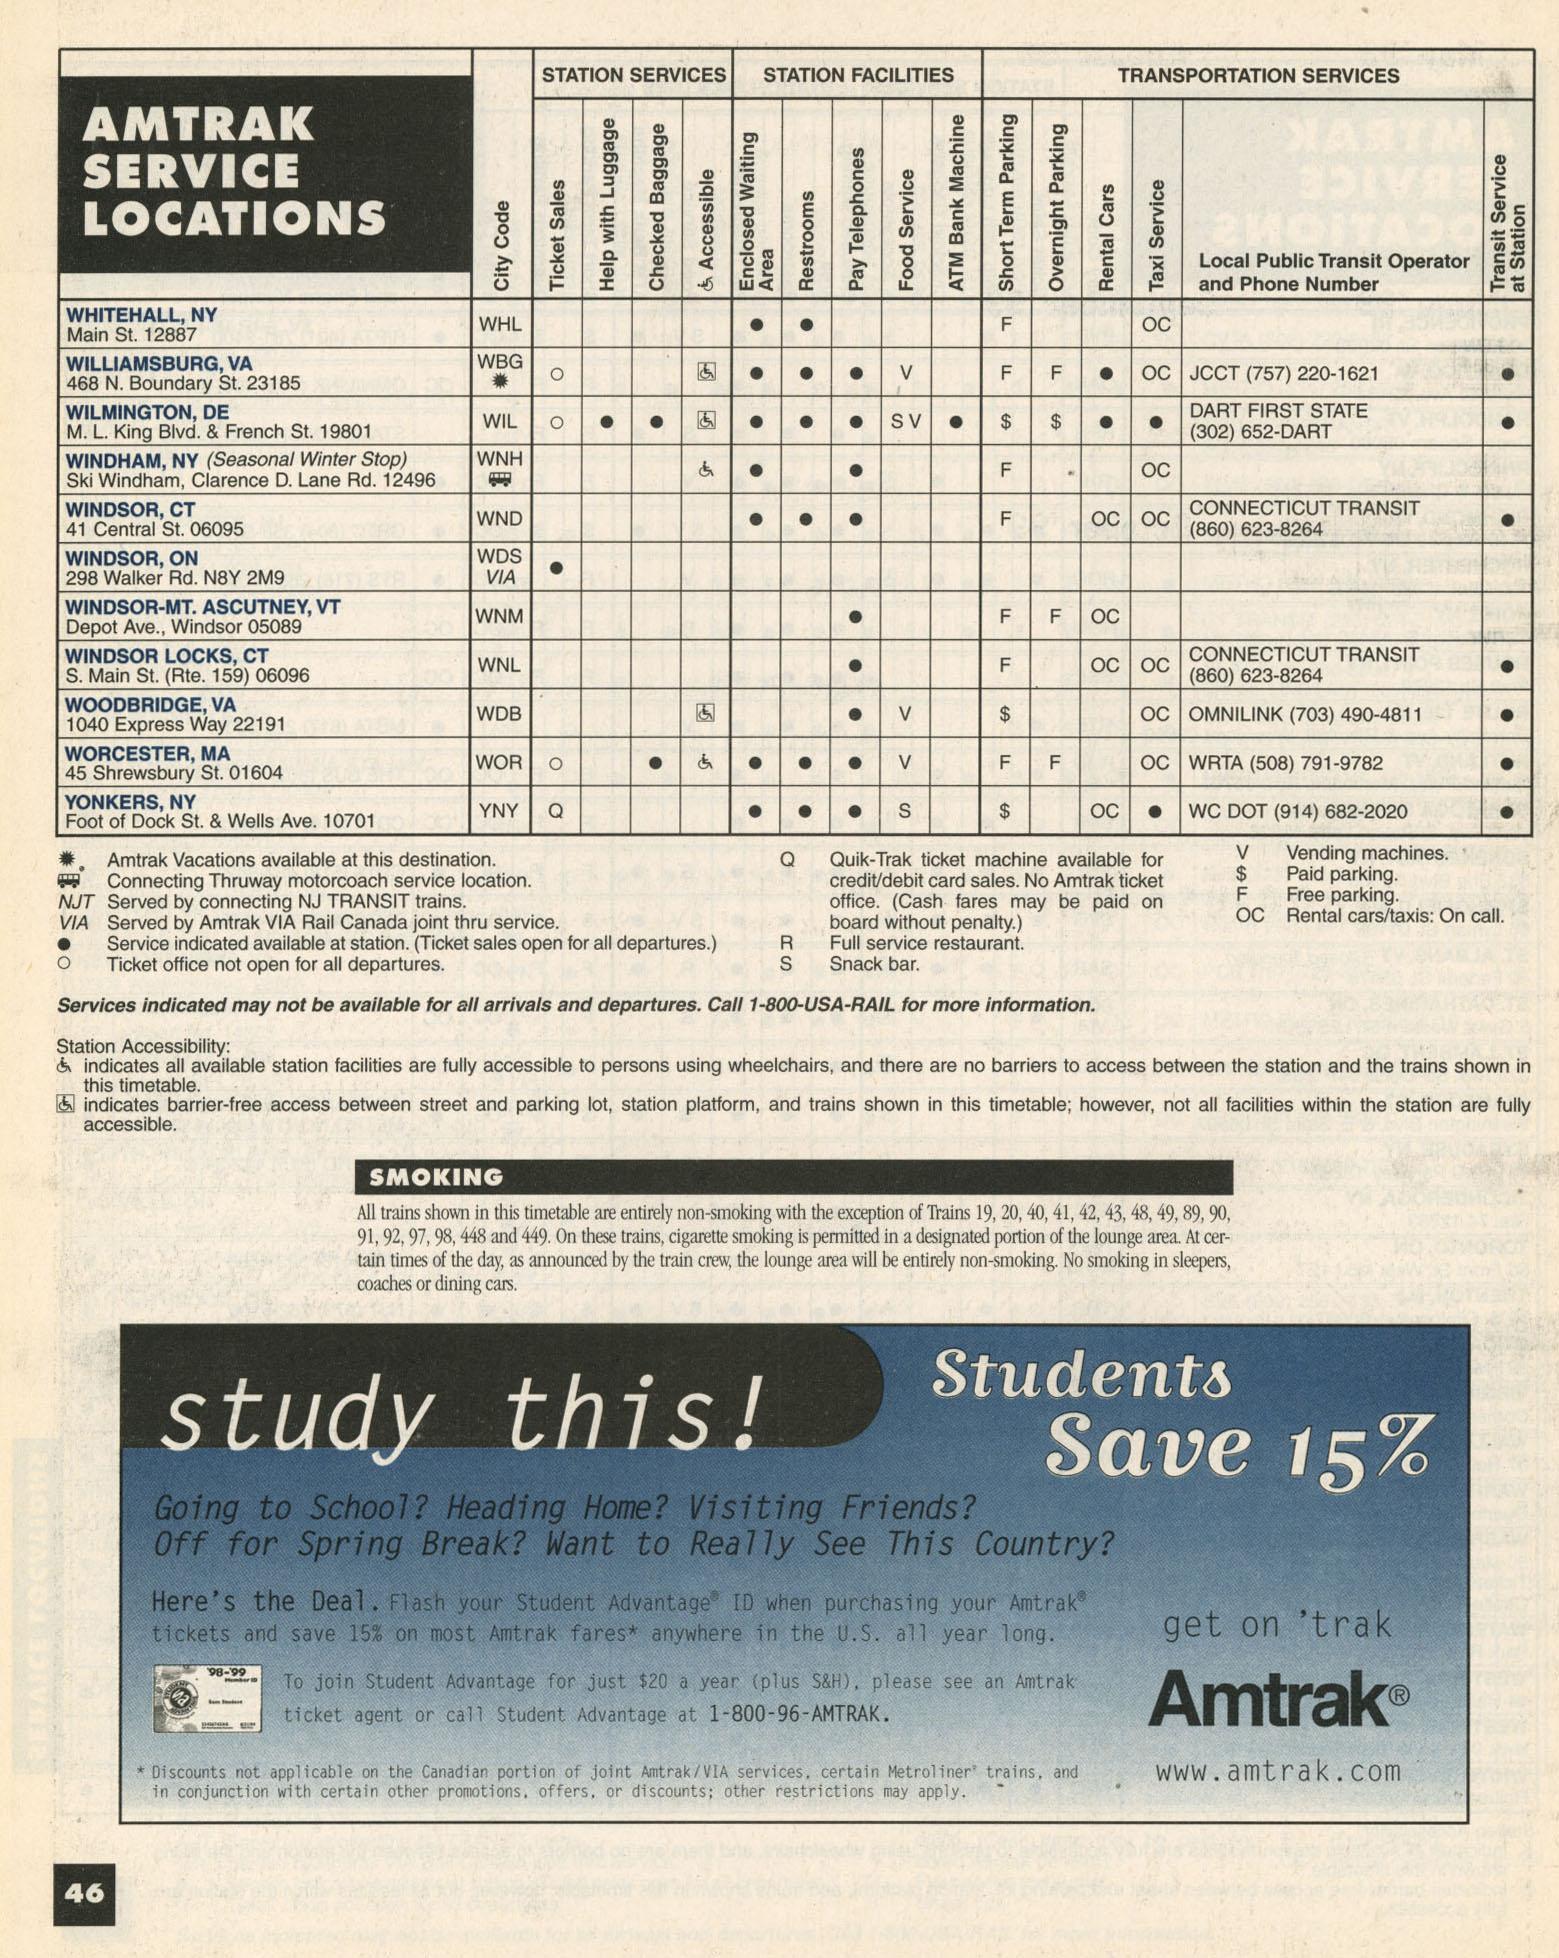 AMTRAK
SERVICE
LOCATIONS
City Code
STATION SERVICES
STATION FACILITIES
TRANSPORTATION SERVICES
Ticket Sales
Help with Luggage
Checked Baggage
♿ Accessible
Enclosed Waiting
Area
Restrooms
Pay Telephones
Food Service
ATM Bank Machine
Short Term Parking
Overnight Parking
Rental Cars
Taxi Service
Local Public Transit Operator
and Phone Number
Transit Service
at Station
WHITEHALL, NY
Main St. 12887
WHL ● ● F OC
WILLIAMSBURG, VA
468 N. Boundary St. 23185
WBG ✹ ○ ♿ ● ● ● V F F ● OC JCCT (757) 220-1621 ●
WILMINGTON, DE
M. L. King Blvd. & French St. 19801
WIL ○ ● ● ♿ ● ● ● S V ● $ $ ● ● DART FIRST STATE
(302) 652-DART ●
WINDHAM, NY (Seasonal Winter Stop)
Ski Windham, Clarence D. Lane Rd. 12496
WNH ♿ ● ● F OC
WINDSOR, CT
41 Central St. 06095
WND ● ● ● F OC OC CONNECTICUT TRANSIT
(860) 623-8264 ●
WINDSOR, ON
298 Walker Rd. N8Y 2M9
WDS
VIA ●
WINDSOR-MT. ASCUTNEY, VT
Depot Ave., Windsor 05089
WNM ● F F OC
WINDSOR LOCKS, CT
S. Main St. (Rte. 159) 06096
WNL ● F OC OC CONNECTICUT TRANSIT
(860) 623-8264 ●
WOODBRIDGE, VA
1040 Express Way 22191
WDB ♿ ● V $ OC OMNILINK (703) 490-4811 ●
WORCESTER, MA
45 Shrewsbury St. 01604
WOR ○ ● ♿ ● ● ● V F F OC WRTA (508) 791-9782 ●
YONKERS, NY
Foot of Dock St. & Wells Ave. 10701
YNY Q ● ● ● S $ OC ● WC DOT (914) 682-2020 ●
✹ Amtrak Vacations available at this destination.
Connecting Thruway motorcoach service location.
NJT Served by connecting NJ TRANSIT trains.
VIA Served by Amtrak VIA Rail Canada joint thru service.
● Service indicated available at station. (Ticket sales open for all departures.)
○ Ticket office not open for all departures.
Q Quik-Trak ticket machine available for
credit/debit card sales. No Amtrak ticket
office. (Cash fares may be paid on
board without penalty.)
R Full service restaurant.
S Snack bar.
V Vending machines.
$ Paid parking.
F Free parking.
OC Rental cars/taxis: On call.
Services indicated may not be available for all arrivals and departures. Call 1-800-USA-RAIL for more information.
Station Accessibility:
♿ indicates all available station facilities are fully accessible to persons using wheelchairs, and there are no barriers to access between the station and the trains shown in
this timetable.
♿ indicates barrier-free access between street and parking lot, station platform, and trains shown in this timetable; however, not all facilities within the station are fully
accessible.
SMOKING
All trains shown in this timetable are entirely non-smoking with the exception of Trains 19, 20, 40, 41, 42, 43, 48, 49, 89, 90,
91, 92, 97, 98, 448 and 449. On these trains, cigarette smoking is permitted in a designated portion of the lounge area. At cer-
tain times of the day, as announced by the train crew, the lounge area will be entirely non-smoking. No smoking in sleepers,
coaches or dining cars.
study this!
Students
Save 15%
Going to School? Heading Home? Visiting Friends?
Off for Spring Break? Want to Really See This Country?
Here's the Deal. Flash your Student Advantage® ID when purchasing your Amtrak®
tickets and save 15% on most Amtrak fares* anywhere in the U.S. all year long.
'98-'99
Member ID
Sam Student
To join Student Advantage for just $20 a year (plus S&H), please see an Amtrak
ticket agent or call Student Advantage at 1-800-96-AMTRAK.
* Discounts not applicable on the Canadian portion of joint Amtrak/VIA services, certain Metroliner® trains, and
in conjunction with certain other promotions, offers, or discounts; other restrictions may apply.
get on 'trak
Amtrak®
www.amtrak.com
46